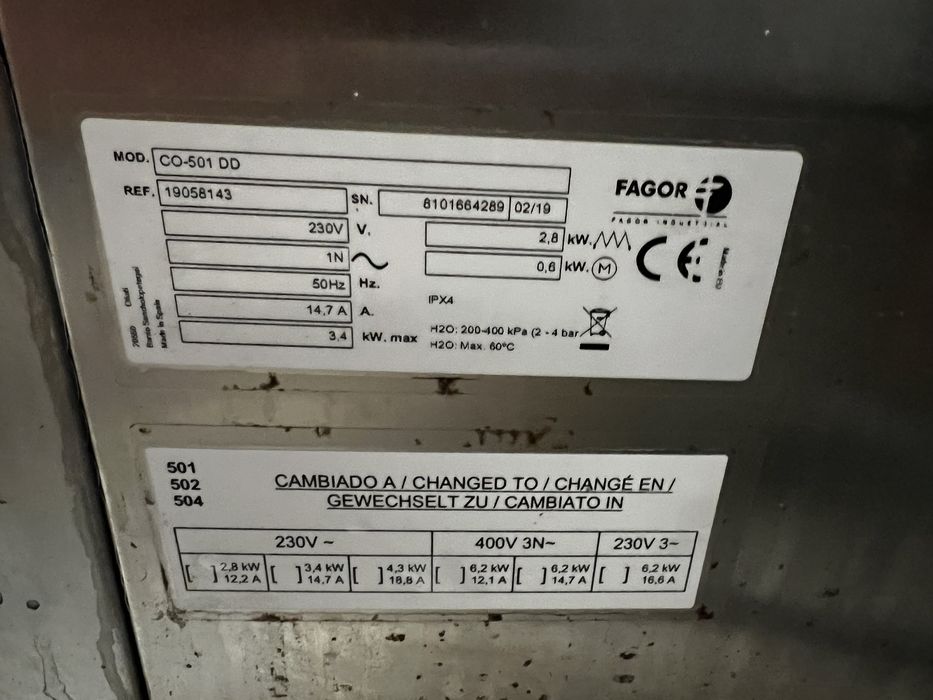 MOD. CO-501 DD
REF. 19058143
SN. 8101664289 02/19
FAGOR
FAGOR INDUSTRIAL
230V V.
2,8 kW.
1N
0,6 kW. M
CE
50Hz Hz.
14,7 A A.
IPX4
3,4 kW. max
H2O: 200-400 kPa (2 - 4 bar
H2O: Max. 60ºC
Made in Spain
501
502
504
CAMBIADO A / CHANGED TO / CHANGÉ EN /
GEWECHSELT ZU / CAMBIATO IN
230V ~ 400V 3N~ 230V 3~
[ ] 2,8 kW 12,2 A [ ] 3,4 kW 14,7 A [ ] 4,3 kW 18,8 A [ ] 6,2 kW 12,1 A [ ] 6,2 kW 14,7 A [ ] 6,2 kW 16,6 A